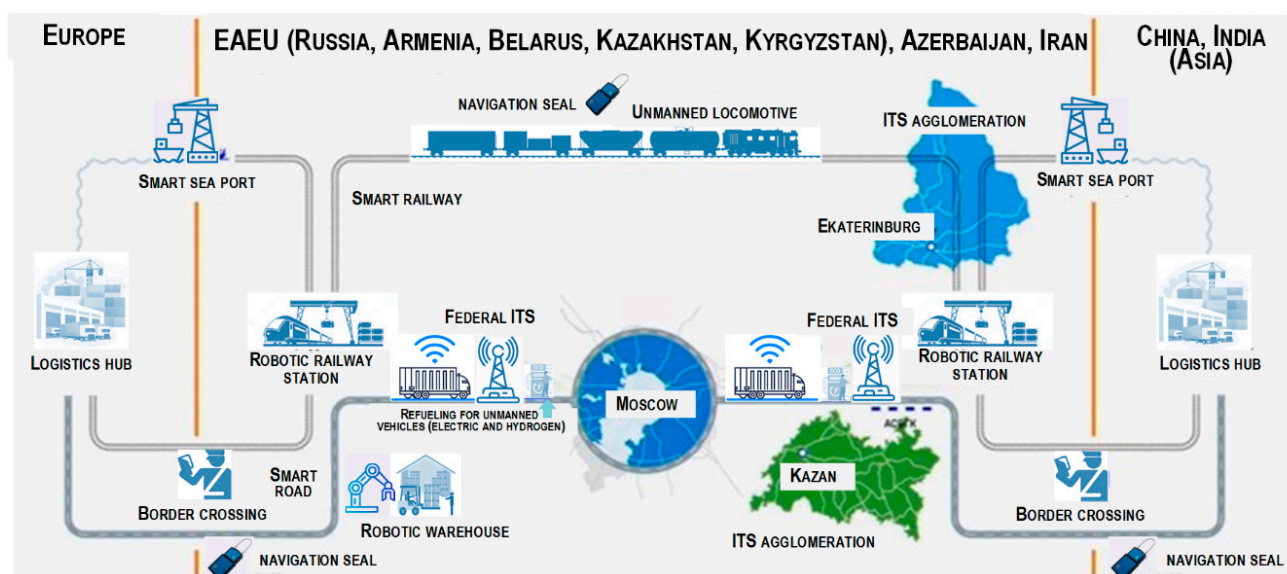 EUROPE
EAEU (RUSSIA, ARMENIA, BELARUS, KAZAKHSTAN, KYRGYZSTAN), AZERBAIJAN, IRAN
CHINA, INDIA
(ASIA)
NAVIGATION SEAL
UNMANNED LOCOMOTIVE
ITS AGGLOMERATION
SMART SEA PORT
SMART RAILWAY
SMART SEA PORT
EKATERINBURG
FEDERAL ITS
FEDERAL ITS
LOGISTICS HUB
ROBOTIC RAILWAY
STATION
ROBOTIC RAILWAY
STATION
LOGISTICS HUB
MOSCOW
REFUELING FOR UNMANNED
VEHICLES (ELECTRIC AND HYDROGEN)
KAZAN
SMART
ROAD
BORDER CROSSING
ROBOTIC WAREHOUSE
BORDER CROSSING
ITS AGGLOMERATION
NAVIGATION SEAL
NAVIGATION SEAL